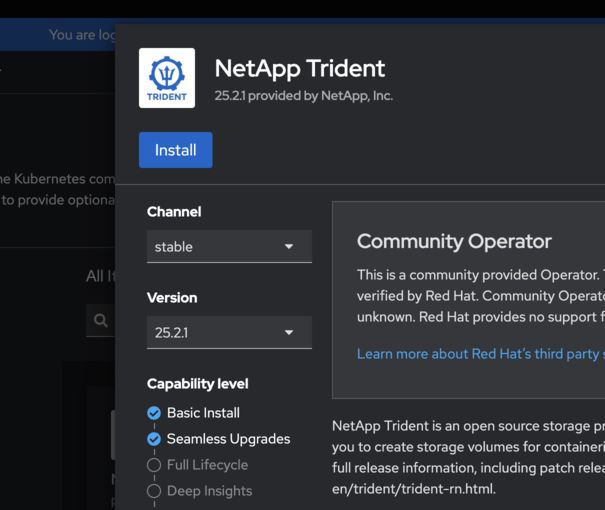 You are log
NetApp Trident
TRIDENT
25.2.1 provided by NetApp, Inc.
Install
ne Kubernetes com
to provide optiona
Channel
stable
Community Operator
This is a community provided Operator.
verified by Red Hat. Community Operato
unknown. Red Hat provides no support f
Learn more about Red Hat's third party s
All It
Version
25.2.1
Capability level
Basic Install
Seamless Upgrades
Full Lifecycle
Deep Insights
NetApp Trident is an open source storage pr
you to create storage volumes for containeri
full release information, including patch relea
en/trident/trident-rn.html.